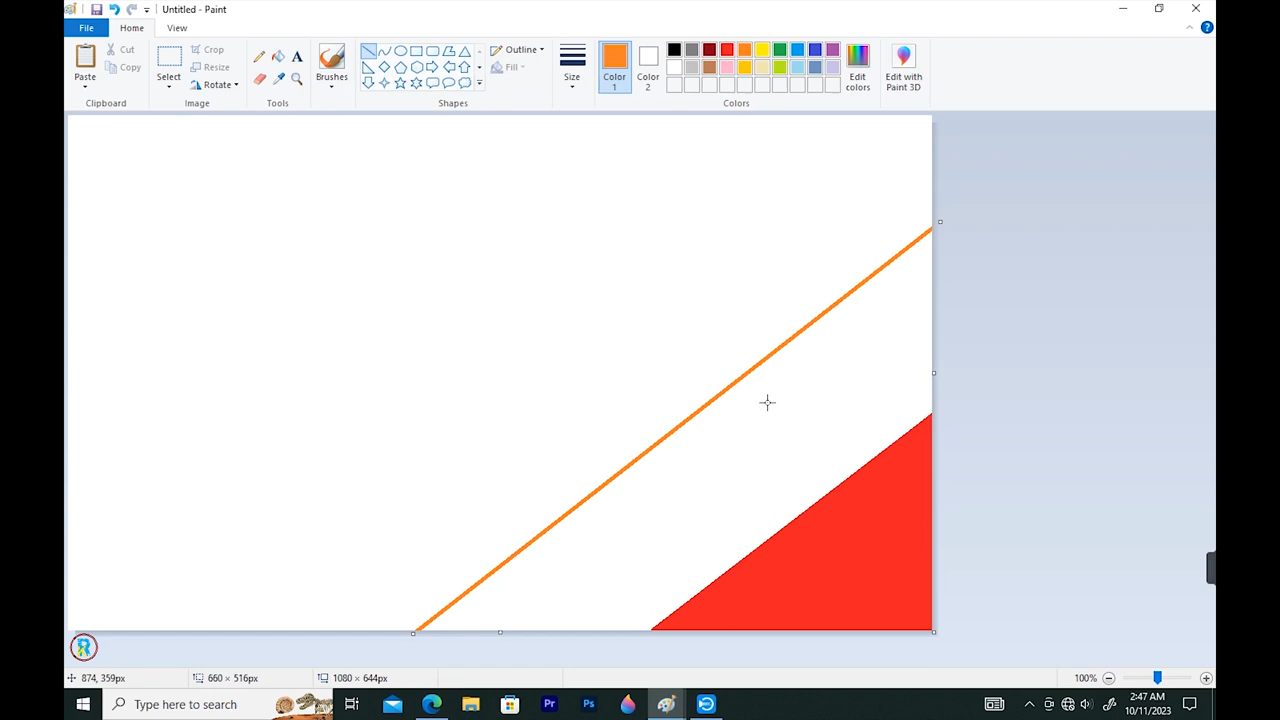 Untitled - Paint
File
Home
View
Paste
Cut
Copy
Clipboard
Select
Crop
Resize
Rotate
Image
A
Tools
Brushes
Outline
Fill
Shapes
Size
Color 1
Color 2
Edit colors
Colors
Edit with Paint 3D
R
874, 359px
660 × 516px
1080 × 644px
100%
Type here to search
Pr
Ps
2:47 AM
10/11/2023